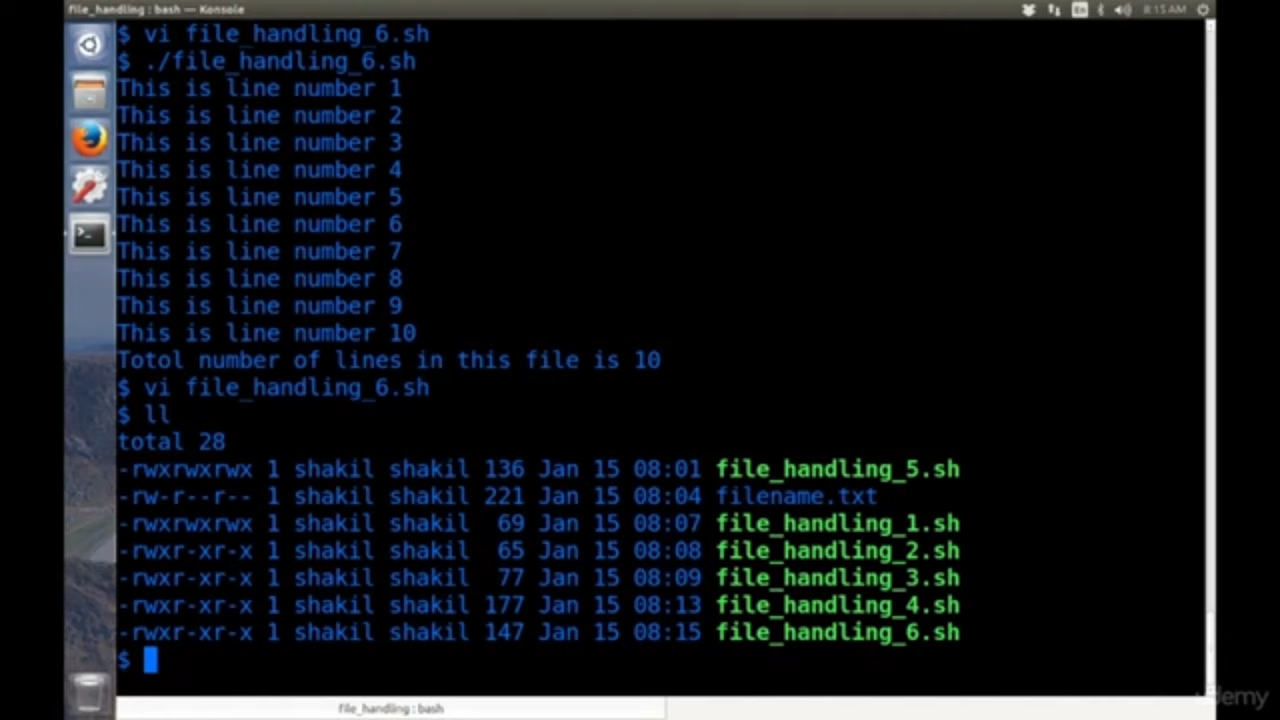 file_handling : bash — Konsole
En 8:15 AM
$ vi file_handling_6.sh
$ ./file_handling_6.sh
This is line number 1
This is line number 2
This is line number 3
This is line number 4
This is line number 5
This is line number 6
This is line number 7
This is line number 8
This is line number 9
This is line number 10
Totol number of lines in this file is 10
$ vi file_handling_6.sh
$ ll
total 28
-rwxrwxrwx 1 shakil shakil 136 Jan 15 08:01 file_handling_5.sh
-rw-r--r-- 1 shakil shakil 221 Jan 15 08:04 filename.txt
-rwxrwxrwx 1 shakil shakil  69 Jan 15 08:07 file_handling_1.sh
-rwxr-xr-x 1 shakil shakil  65 Jan 15 08:08 file_handling_2.sh
-rwxr-xr-x 1 shakil shakil  77 Jan 15 08:09 file_handling_3.sh
-rwxr-xr-x 1 shakil shakil 177 Jan 15 08:13 file_handling_4.sh
-rwxr-xr-x 1 shakil shakil 147 Jan 15 08:15 file_handling_6.sh
$
udemy
file_handling : bash